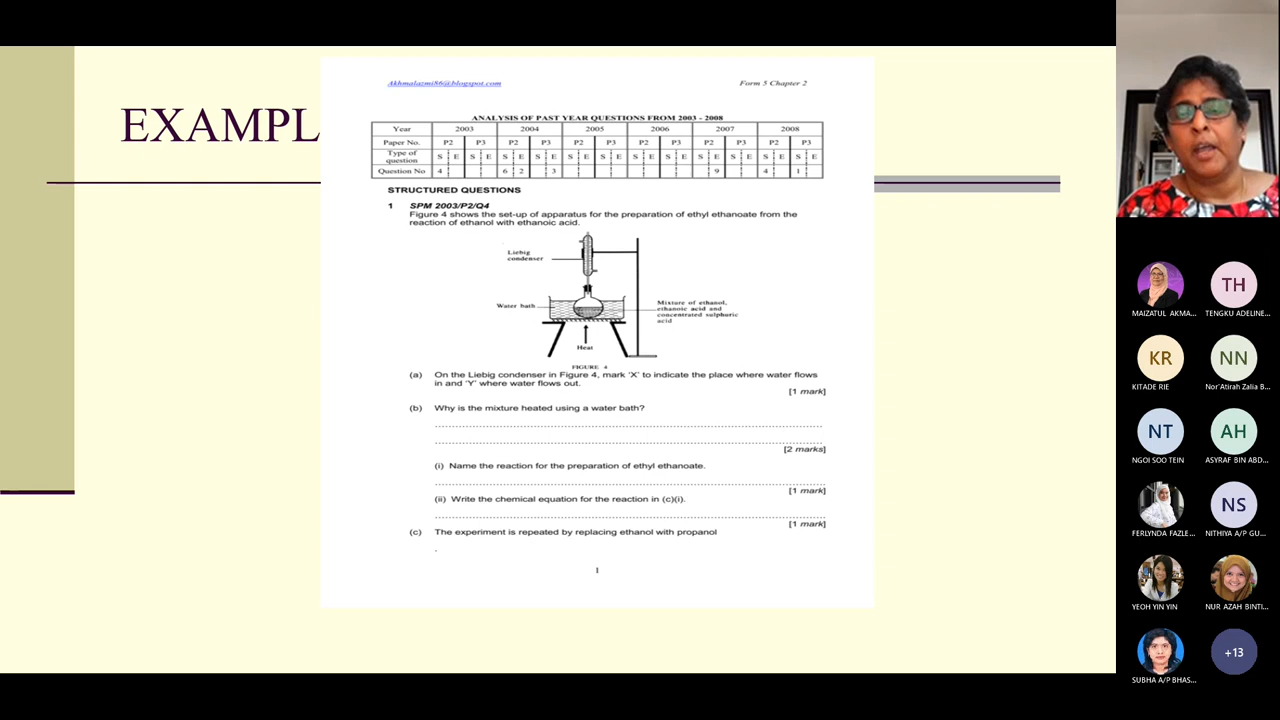 EXAMPL
Akhmalazmi86@blogspot.com Form 5 Chapter 2
ANALYSIS OF PAST YEAR QUESTIONS FROM 2003 - 2008
Year 2003 2004 2005 2006 2007 2008
Paper No. P2 P3 P2 P3 P2 P3 P2 P3 P2 P3 P2 P3
Type of question S E S E S E S E S E S E S E S E S E S E S E S E
Question No 4 6 2 3 9 4 1
STRUCTURED QUESTIONS
1 SPM 2003/P2/Q4
Figure 4 shows the set-up of apparatus for the preparation of ethyl ethanoate from the
reaction of ethanol with ethanoic acid.
Liebig
condenser
Water bath
Mixture of ethanol,
ethanoic acid and
concentrated sulphuric
acid
Heat
FIGURE 4
(a) On the Liebig condenser in Figure 4, mark 'X' to indicate the place where water flows
in and 'Y' where water flows out.
[1 mark]
(b) Why is the mixture heated using a water bath?
[2 marks]
(i) Name the reaction for the preparation of ethyl ethanoate.
[1 mark]
(ii) Write the chemical equation for the reaction in (c)(i).
[1 mark]
(c) The experiment is repeated by replacing ethanol with propanol
1
MAIZATUL AKMA...
TH
TENGKU ADELINE...
KR
KITADE RIE
NN
Nor'Atirah Zalia B...
NT
NGOI SOO TEIN
AH
ASYRAF BIN ABD...
FERLYNDA FAZLE...
NS
NITHIYA A/P GU...
YEOH YIN YIN
NUR AZAH BINTI...
SUBHA A/P BHAS...
+13